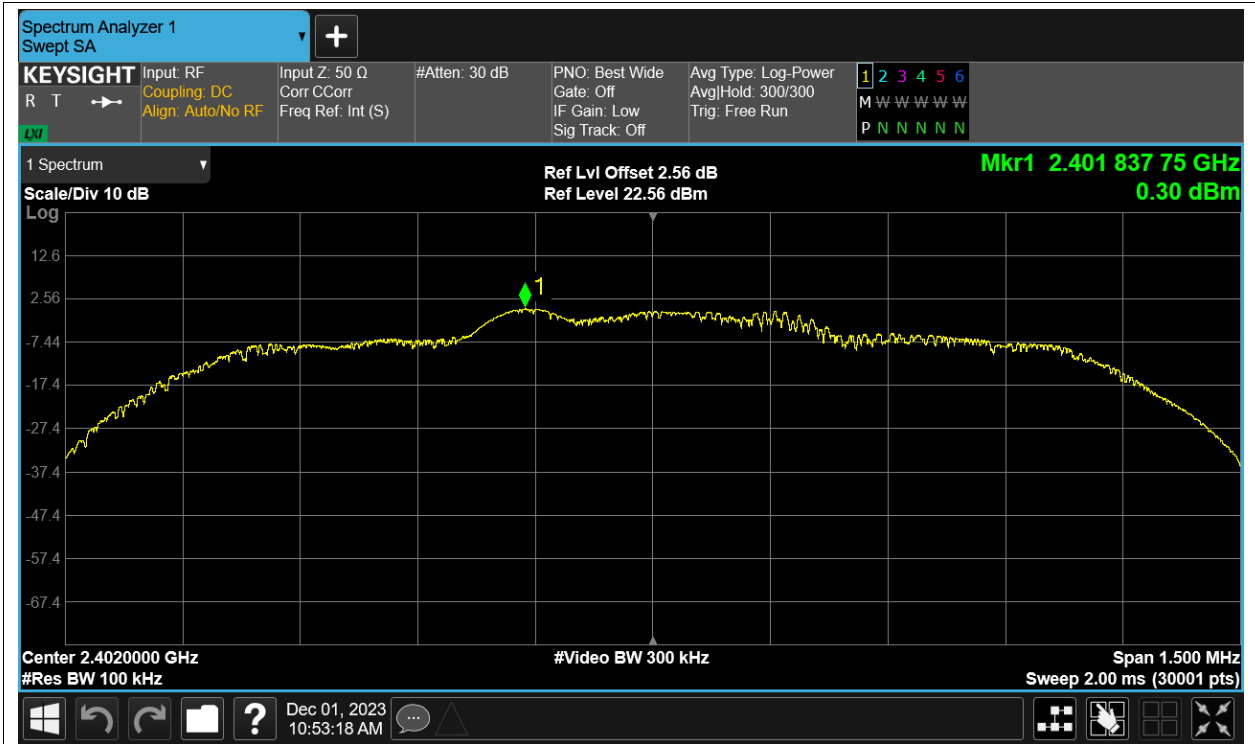 Spectrum Analyzer 1
Swept SA
+
KEYSIGHT
R T
LXI
Input: RF
Coupling: DC
Align: Auto/No RF
Input Z: 50 Ω
Corr CCorr
Freq Ref: Int (S)
#Atten: 30 dB
PNO: Best Wide
Gate: Off
IF Gain: Low
Sig Track: Off
Avg Type: Log-Power
Avg|Hold: 300/300
Trig: Free Run
1 2 3 4 5 6
M W W W W W
P N N N N N
1 Spectrum
Scale/Div 10 dB
Log
Ref Lvl Offset 2.56 dB
Ref Level 22.56 dBm
Mkr1 2.401 837 75 GHz
0.30 dBm
12.6
2.56
-7.44
-17.4
-27.4
-37.4
-47.4
-57.4
-67.4
1
Center 2.4020000 GHz
#Res BW 100 kHz
#Video BW 300 kHz
Span 1.500 MHz
Sweep 2.00 ms (30001 pts)
?
Dec 01, 2023
10:53:18 AM